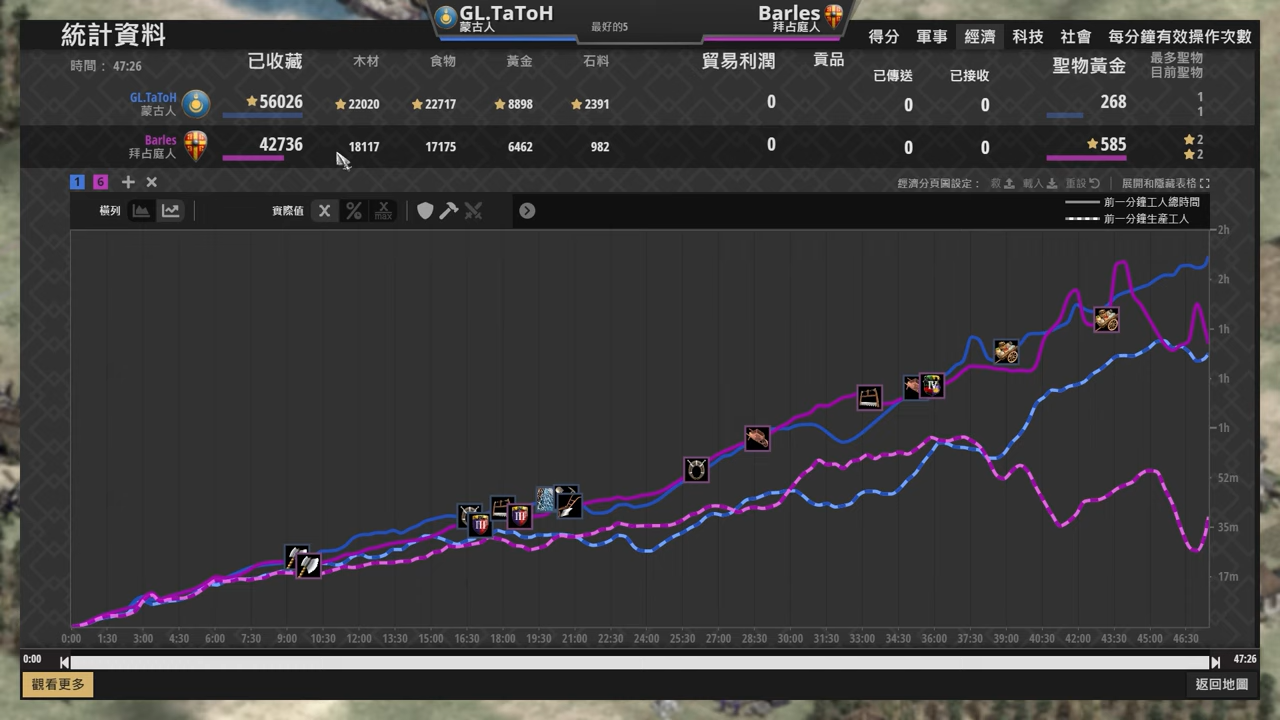 GL.TaToH
蒙古人
最好的5
Barles
拜占庭人
統計資料
得分 軍事 經濟 科技 社會 每分鐘有效操作次數
時間： 47:26
已收藏 木材 食物 黃金 石料 貿易利潤 貢品 已傳送 已接收 聖物黃金 最多聖物
目前聖物
GL.TaToH
蒙古人
56026 22020 22717 8898 2391 0 0 0 268 1
1
Barles
拜占庭人
42736 18117 17175 6462 982 0 0 0 585 2
2
1 6 + ×
經濟分頁圖設定： 救 載入 重設 展開和隱藏表格
橫列 實際值 X % X
max
前一分鐘工人總時間
前一分鐘生產工人
2h
2h
1h
1h
1h
52m
35m
17m
III
III
IV
0:00 1:30 3:00 4:30 6:00 7:30 9:00 10:30 12:00 13:30 15:00 16:30 18:00 19:30 21:00 22:30 24:00 25:30 27:00 28:30 30:00 31:30 33:00 34:30 36:00 37:30 39:00 40:30 42:00 43:30 45:00 46:30
0:00 47:26
觀看更多 返回地圖